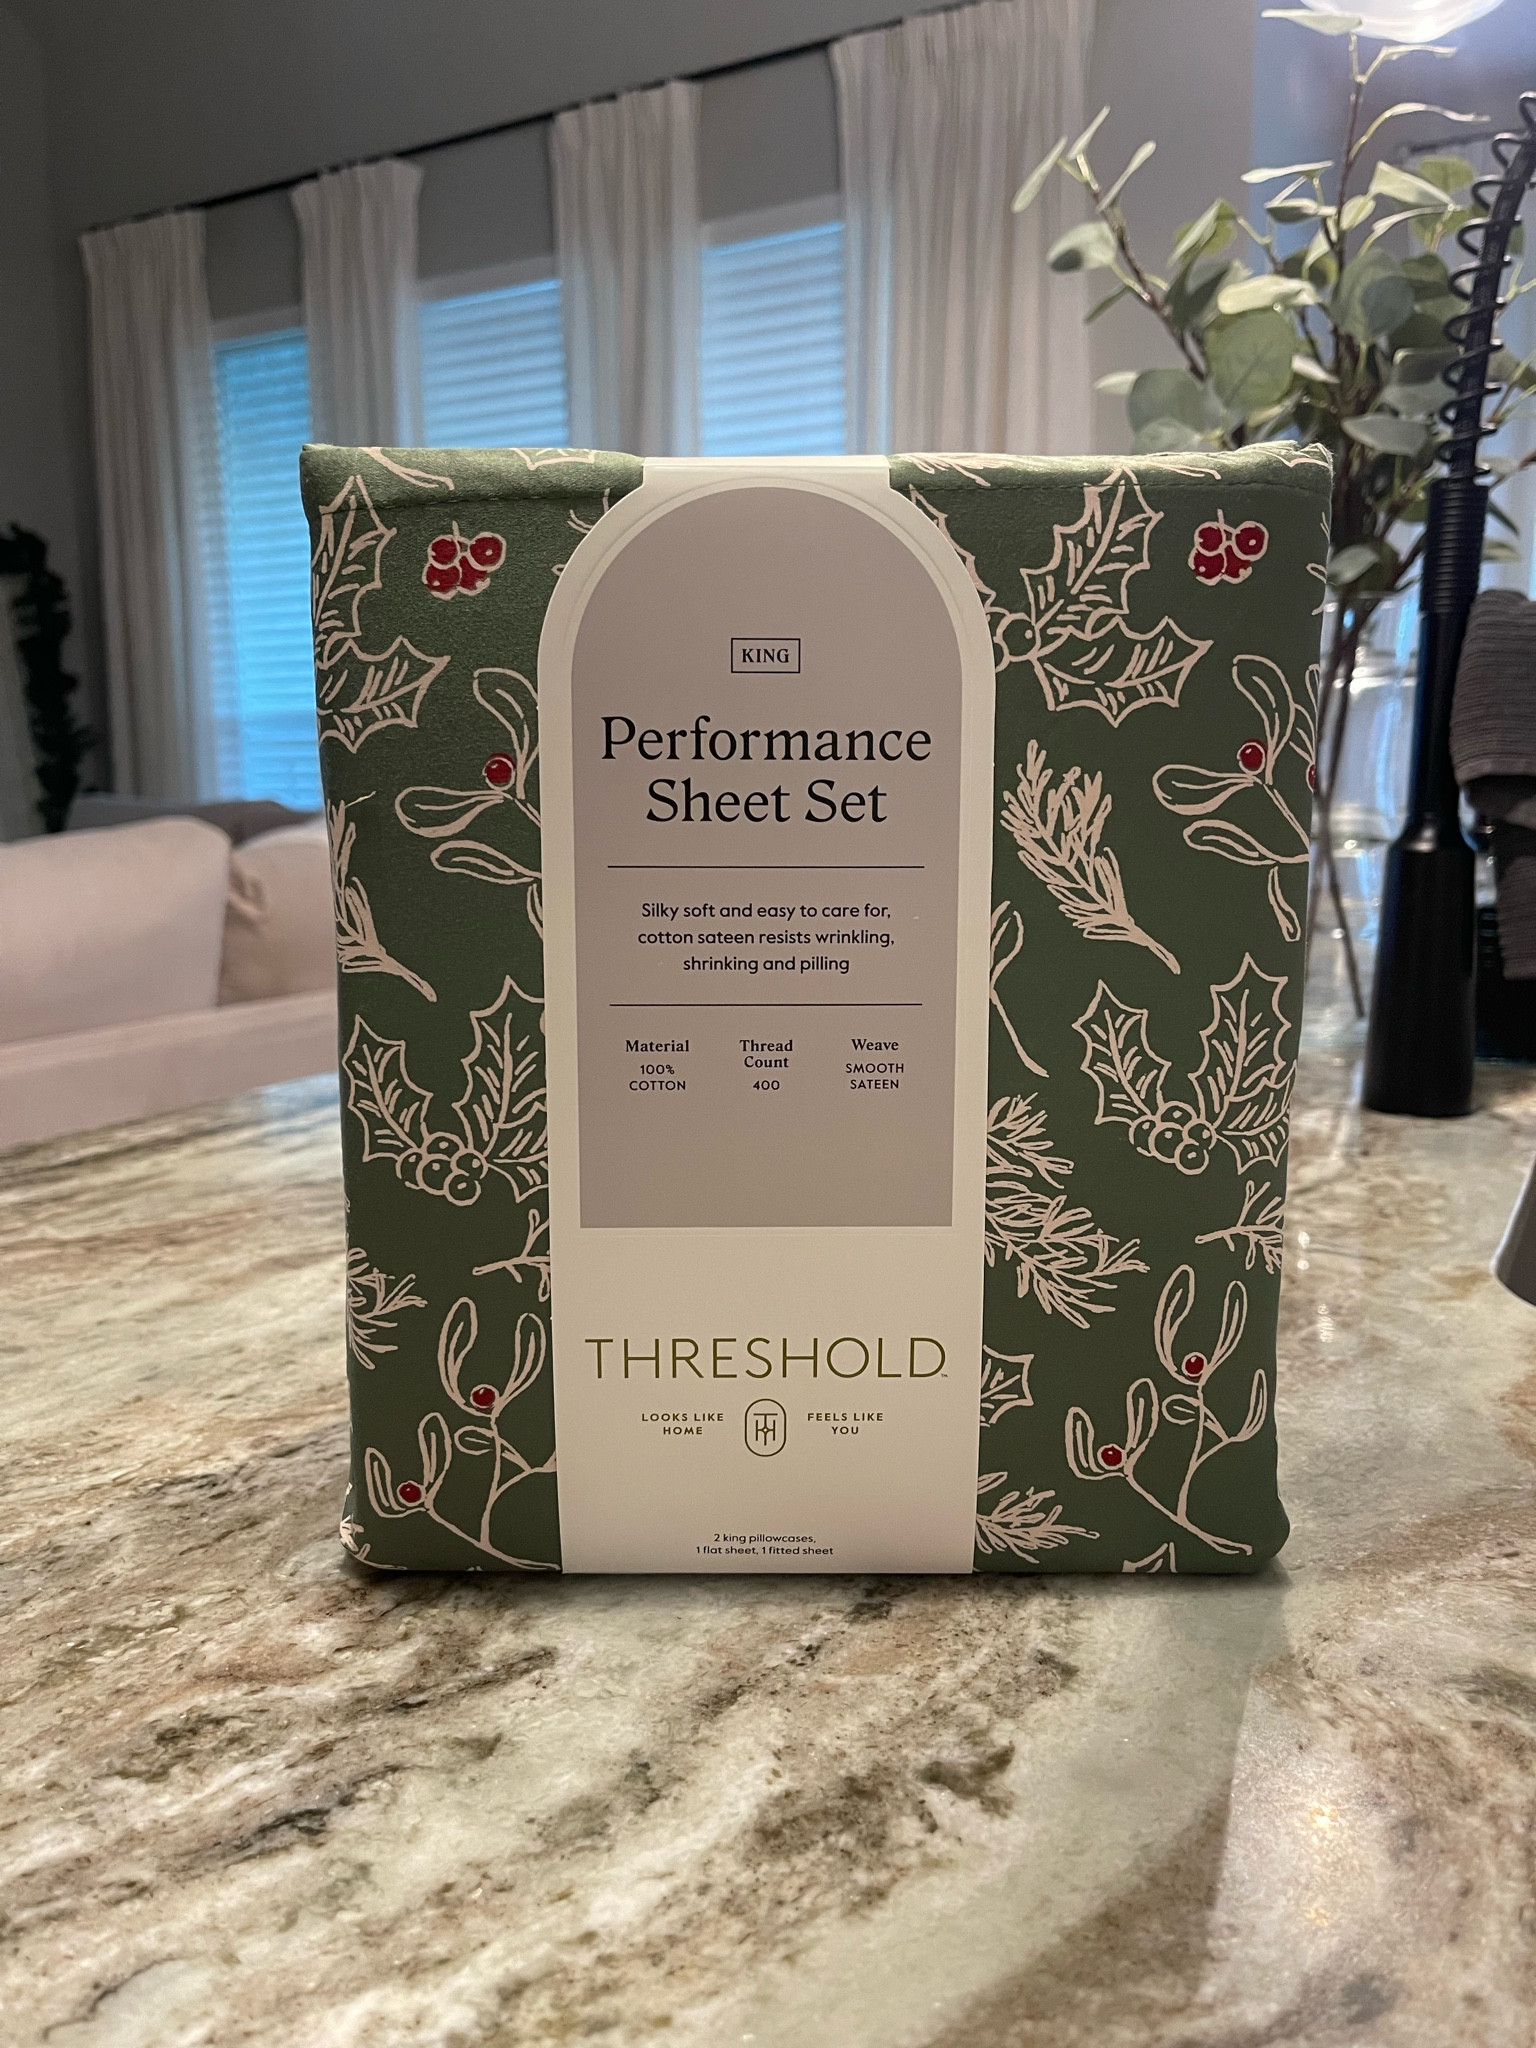 KING
Performance
Sheet Set
Silky soft and easy to care for,
cotton sateen resists wrinkling,
shrinking and pilling
Material
100%
COTTON
Thread
Count
400
Weave
SMOOTH
SATEEN
THRESHOLD™
LOOKS LIKE
HOME
TH
FEELS LIKE
YOU
2 king pillowcases,
1 flat sheet, 1 fitted sheet